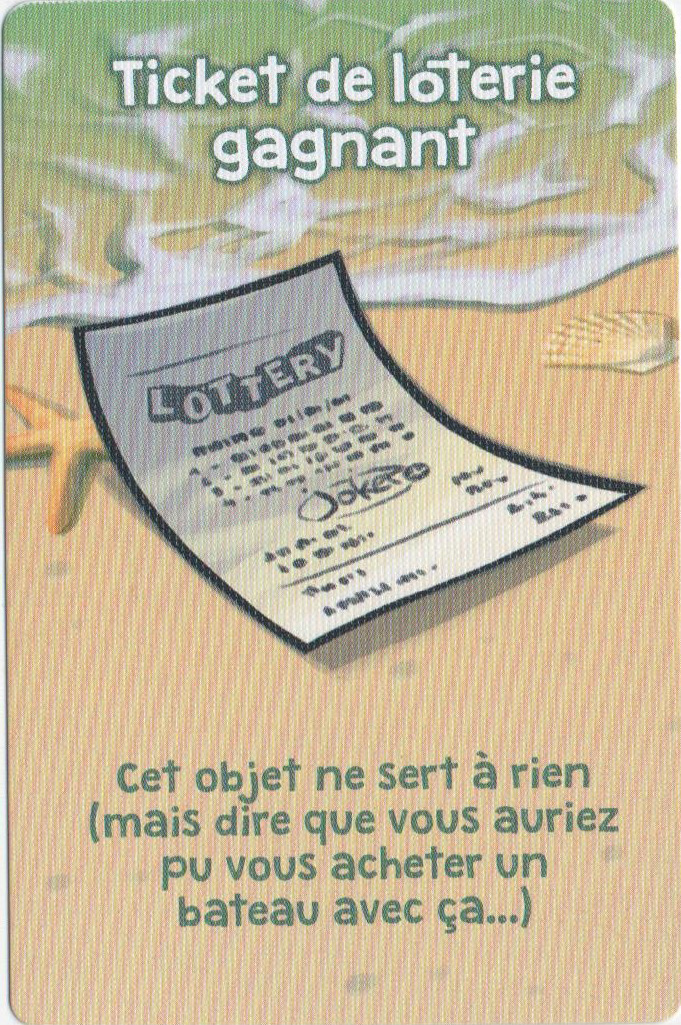 Ticket de loterie
gagnant
LOTTERY
Joker
Cet objet ne sert à rien
(mais dire que vous auriez
pu vous acheter un
bateau avec ça...)